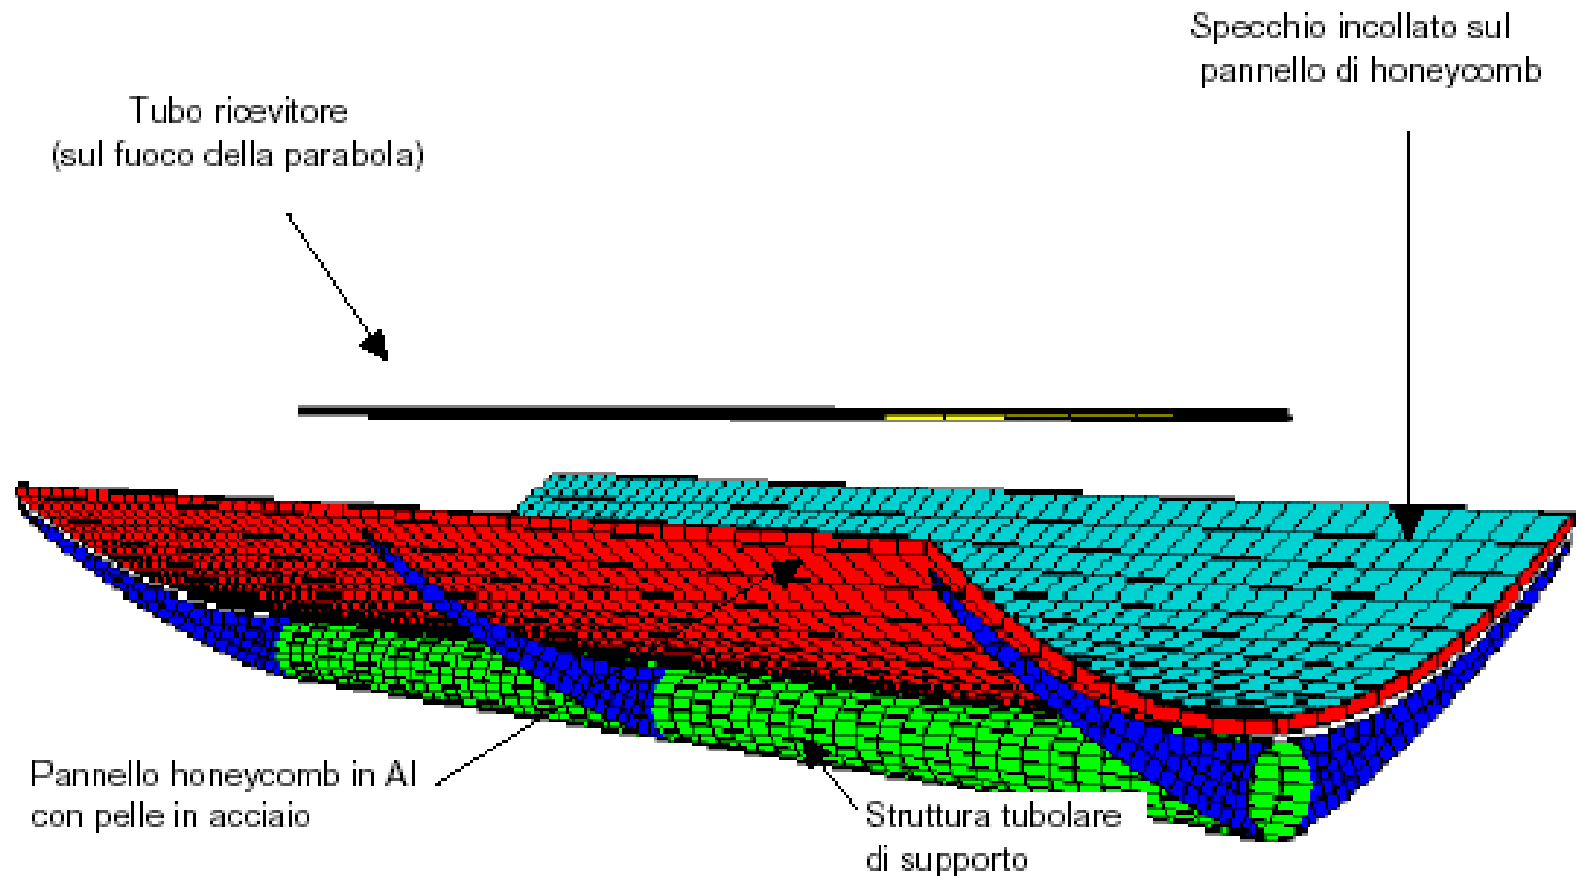 Specchio incollato sul
pannello di honeycomb
Tubo ricevitore
(sul fuoco della parabola)
Pannello honeycomb in Al
con pelle in acciaio
Struttura tubolare
di supporto